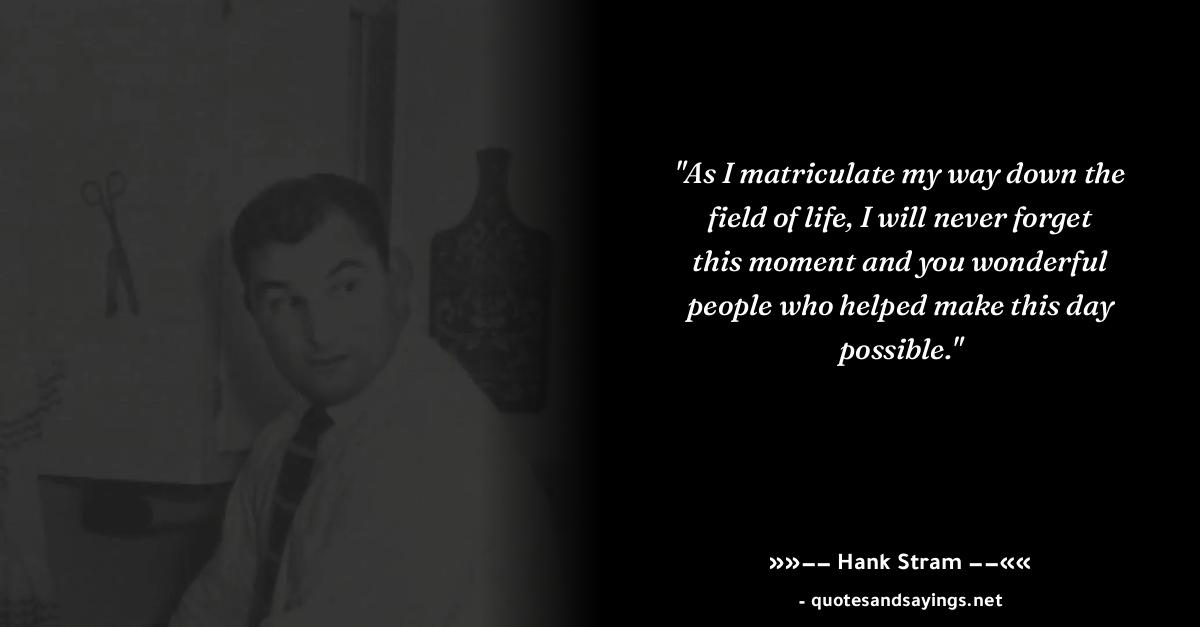 "As I matriculate my way down the
field of life, I will never forget
this moment and you wonderful
people who helped make this day
possible."
»»−− Hank Stram −−««
- quotesandsayings.net